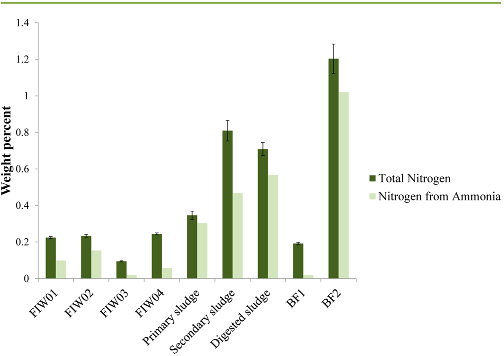 1.4
1.2
1
0.8
0.6
0.4
0.2
0
Weight percent
FIW01
FIW02
FIW03
FIW04
Primary sludge
Secondary sludge
Digested sludge
BF1
BF2
Total Nitrogen
Nitrogen from Ammonia